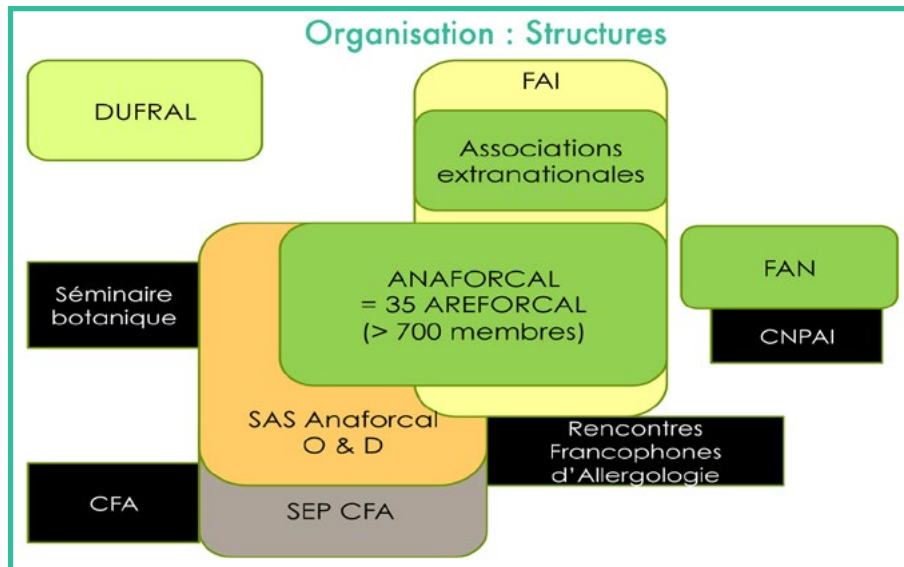 Organisation : Structures
DUFRAL
FAI
Associations
extranationales
ANAFORCAL
= 35 AREFORCAL
(> 700 membres)
FAN
CNPAI
Séminaire
botanique
SAS Anaforcal
O & D
Rencontres
Francophones
d'Allergologie
CFA
SEP CFA